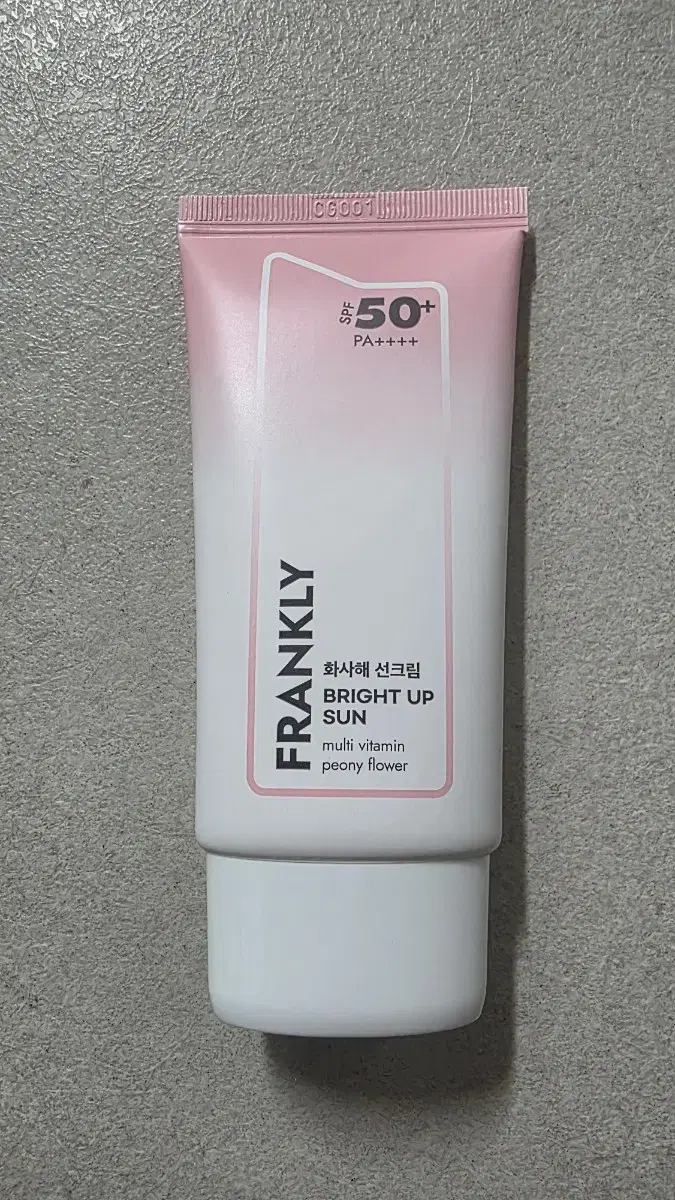 CG001
SPF 50+
PA++++
FRANKLY
화사해 선크림
BRIGHT UP
SUN
multi vitamin
peony flower